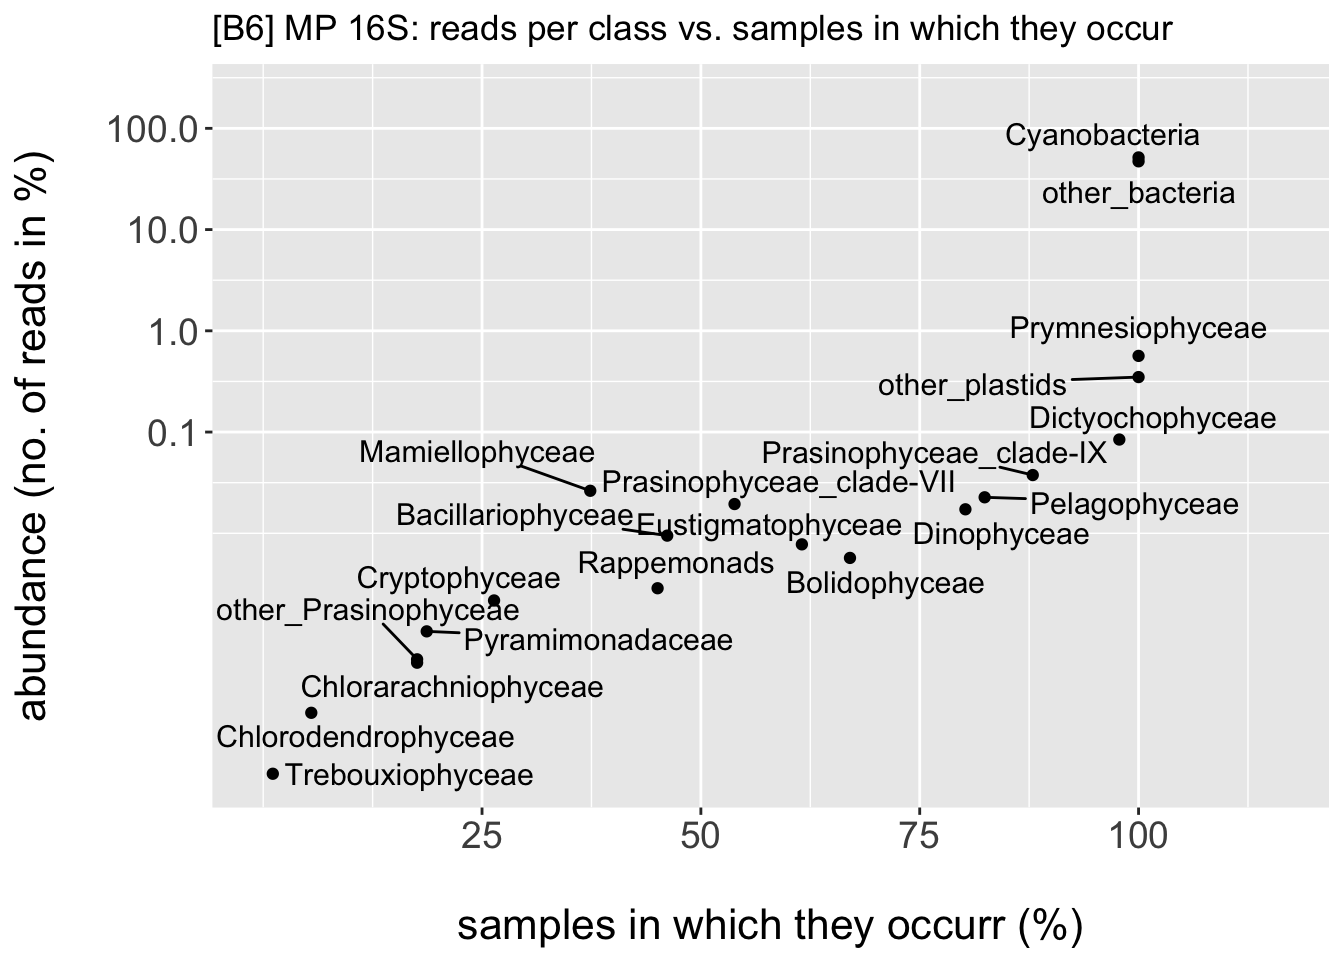 [B6] MP 16S: reads per class vs. samples in which they occur
abundance (no. of reads in %)
100.0
10.0
1.0
0.1
Cyanobacteria
other_bacteria
Prymnesiophyceae
other_plastids
Dictyochophyceae
Mamiellophyceae
Prasinophyceae_clade-IX
Prasinophyceae_clade-VII
Pelagophyceae
Bacillariophyceae
Eustigmatophyceae
Dinophyceae
Rappemonads
Cryptophyceae
Bolidophyceae
other_Prasinophyceae
Pyramimonadaceae
Chlorarachniophyceae
Chlorodendrophyceae
Trebouxiophyceae
25 50 75 100
samples in which they occurr (%)